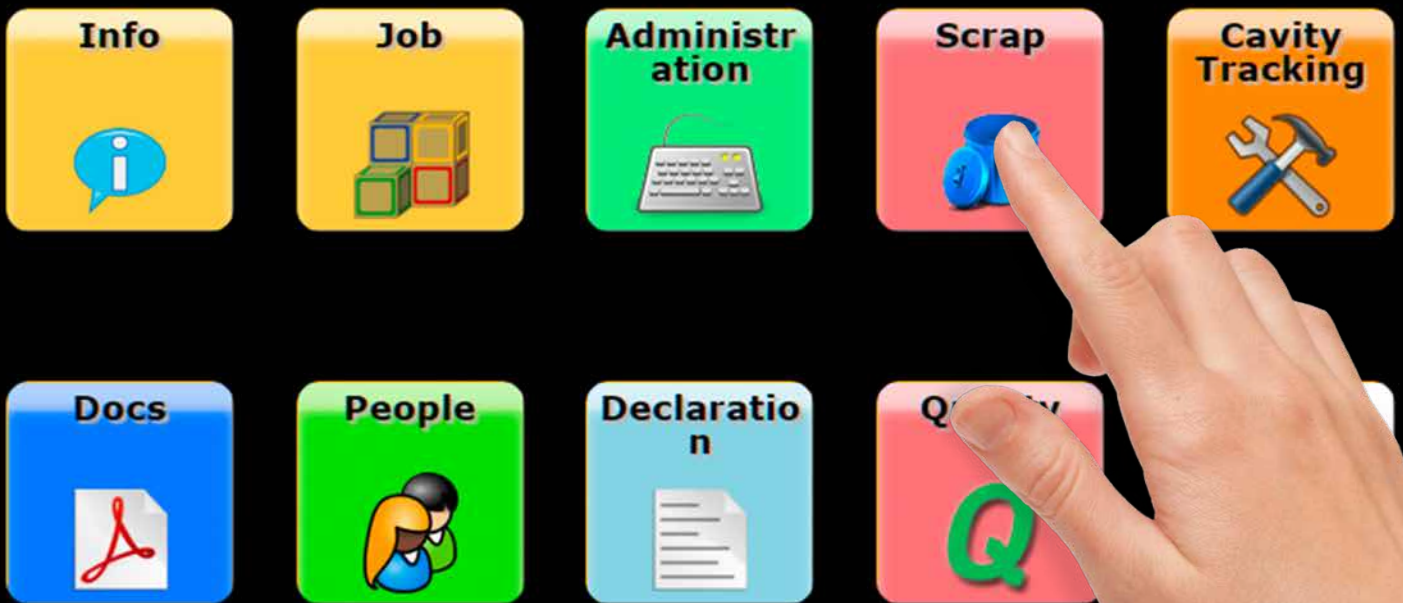 Info
Job
Administr
ation
Scrap
Cavity
Tracking
Docs
People
Declaratio
n
Q